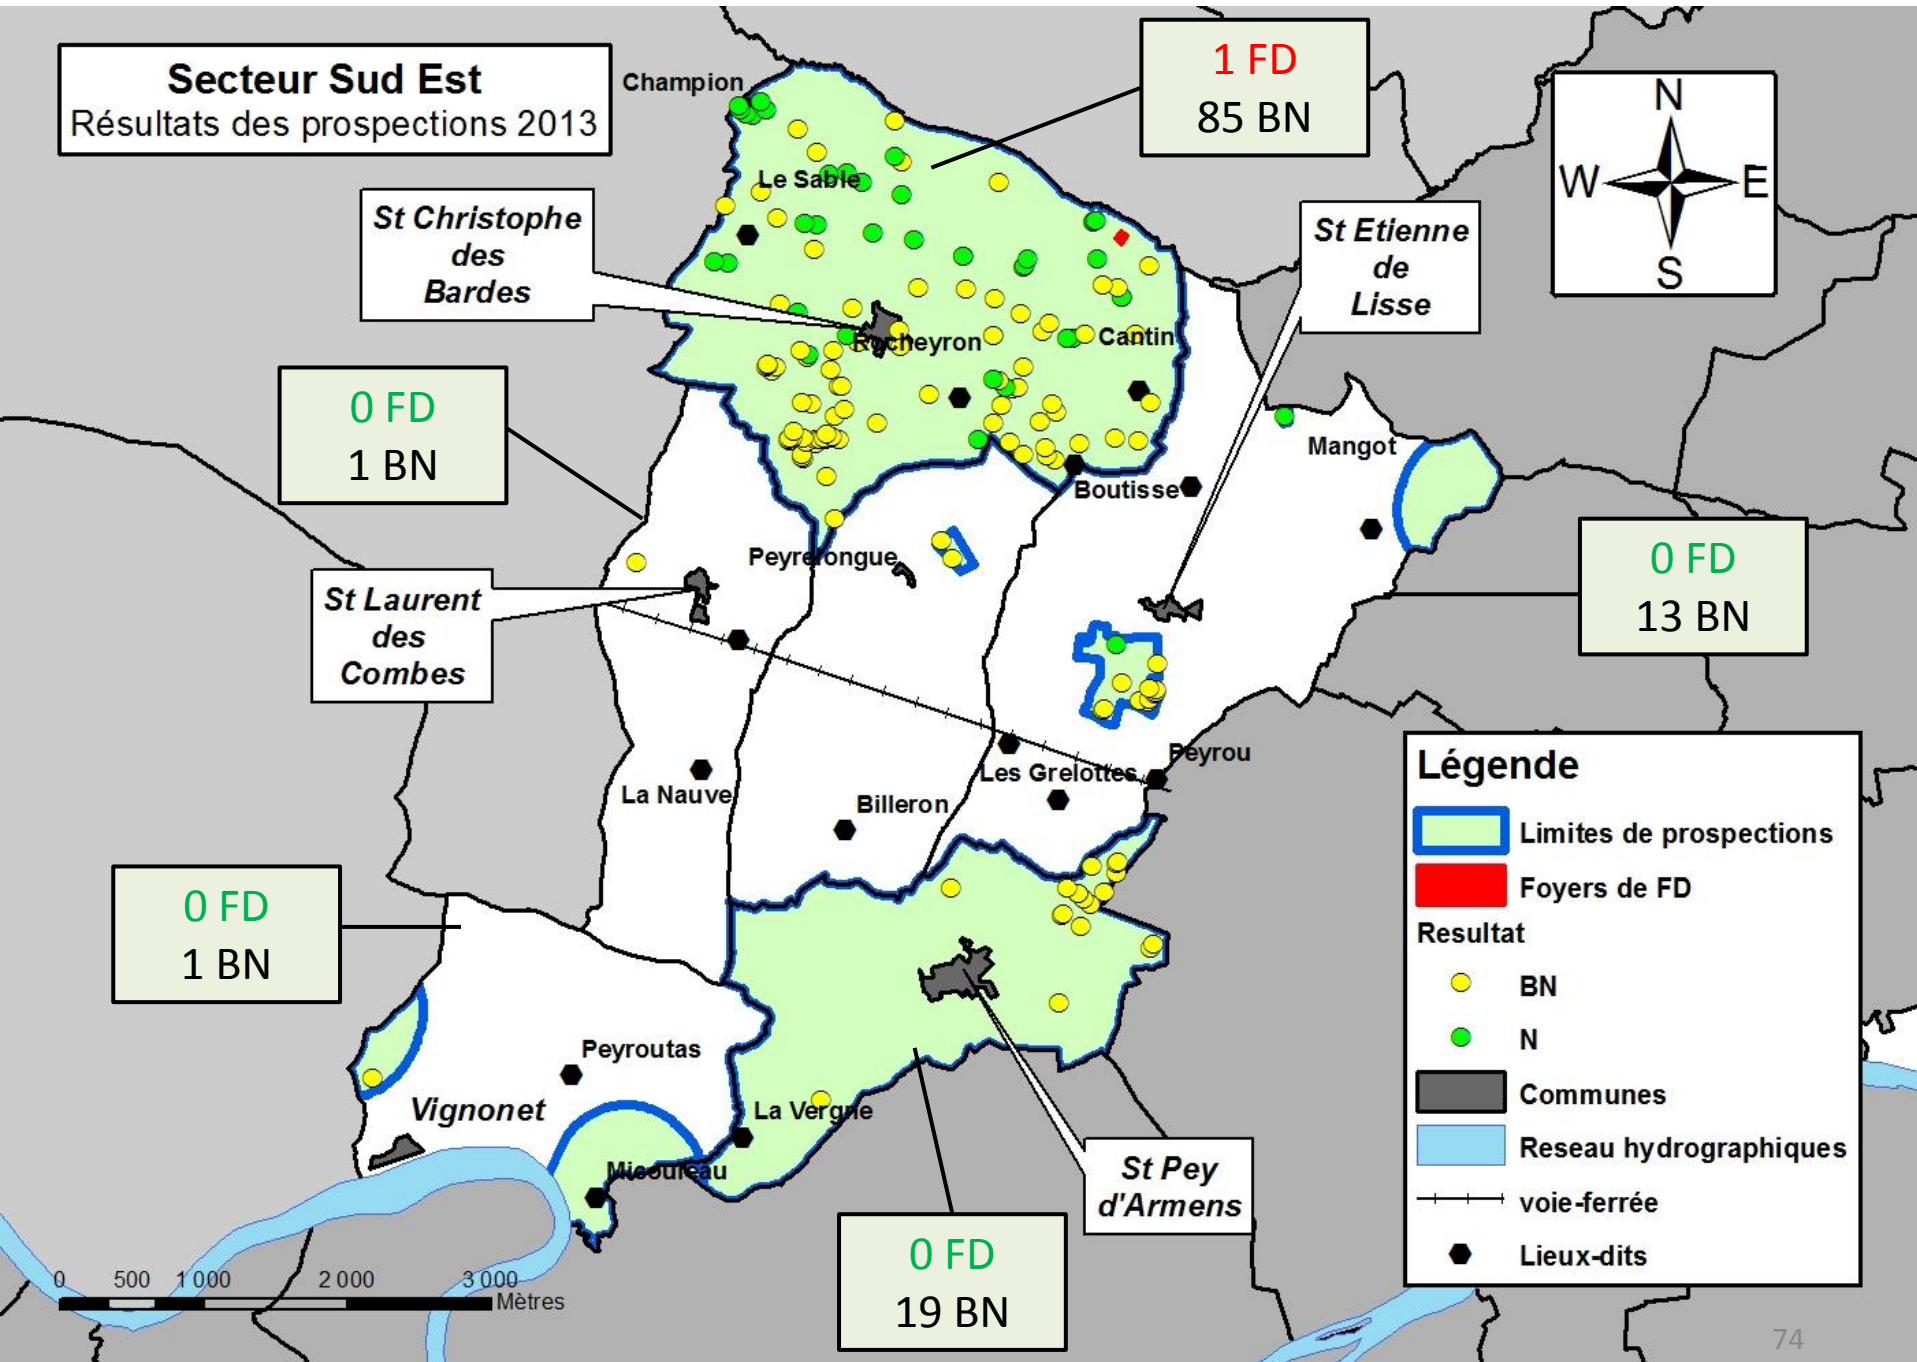 Secteur Sud Est
Résultats des prospections 2013
Champion
1 FD
85 BN
N
W
E
S
Le Sable
St Christophe
des
Bardes
St Etienne
de
Lisse
Rocheyron
Cantin
0 FD
1 BN
Mangot
Boutisse
Peyrelongue
0 FD
13 BN
St Laurent
des
Combes
Peyrou
Les Grelottes
La Nauve
Billeron
Légende
Limites de prospections
Foyers de FD
Resultat
BN
N
Communes
Reseau hydrographiques
voie-ferrée
Lieux-dits
0 FD
1 BN
Peyroutas
Vignonet
La Vergne
Micouleau
St Pey
d'Armens
0 FD
19 BN
0 500 1 000 2 000 3 000
Mètres
74